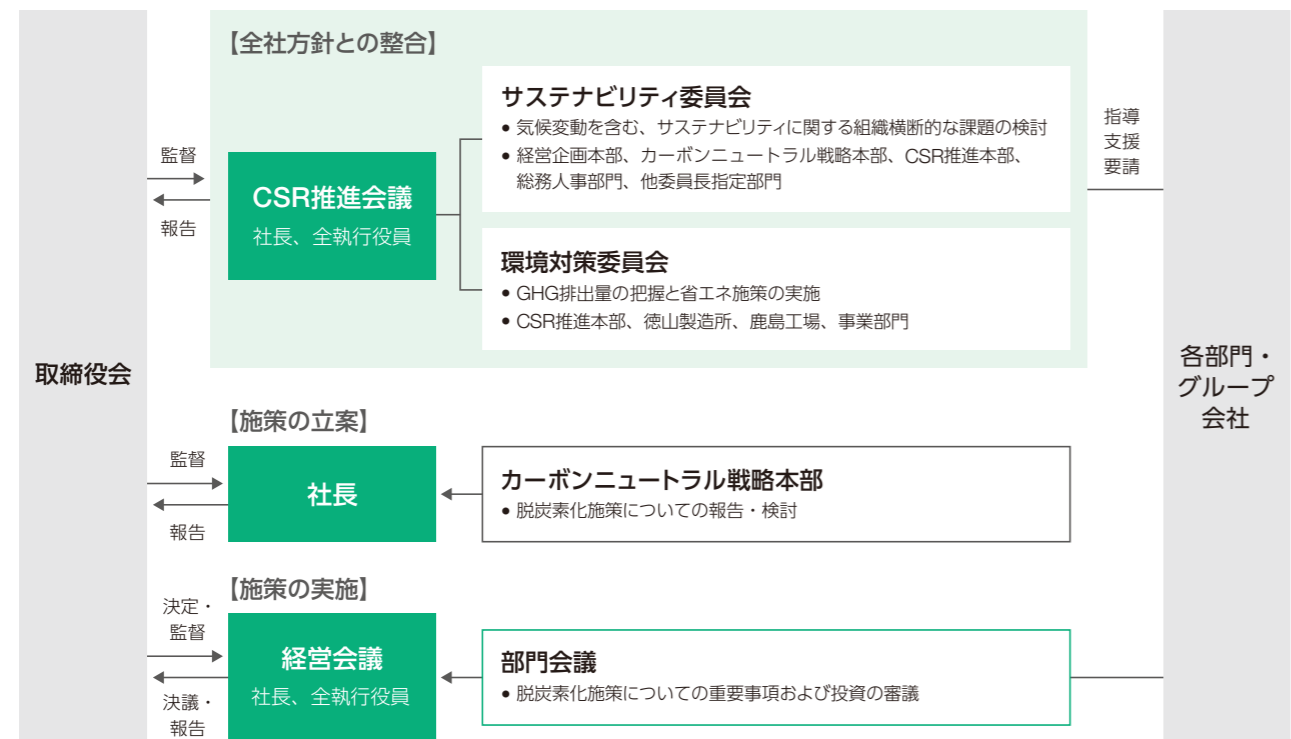 取締役会
【全社方針との整合】
監督
報告
CSR推進会議
社長、全執行役員
サステナビリティ委員会
● 気候変動を含む、サステナビリティに関する組織横断的な課題の検討
● 経営企画本部、カーボンニュートラル戦略本部、CSR推進本部、
総務人事部門、他委員長指定部門
環境対策委員会
● GHG排出量の把握と省エネ施策の実施
● CSR推進本部、徳山製造所、鹿島工場、事業部門
指導
支援
要請
各部門・
グループ
会社
【施策の立案】
監督
報告
社長
カーボンニュートラル戦略本部
● 脱炭素化施策についての報告・検討
【施策の実施】
決定・
監督
決議・
報告
経営会議
社長、全執行役員
部門会議
● 脱炭素化施策についての重要事項および投資の審議